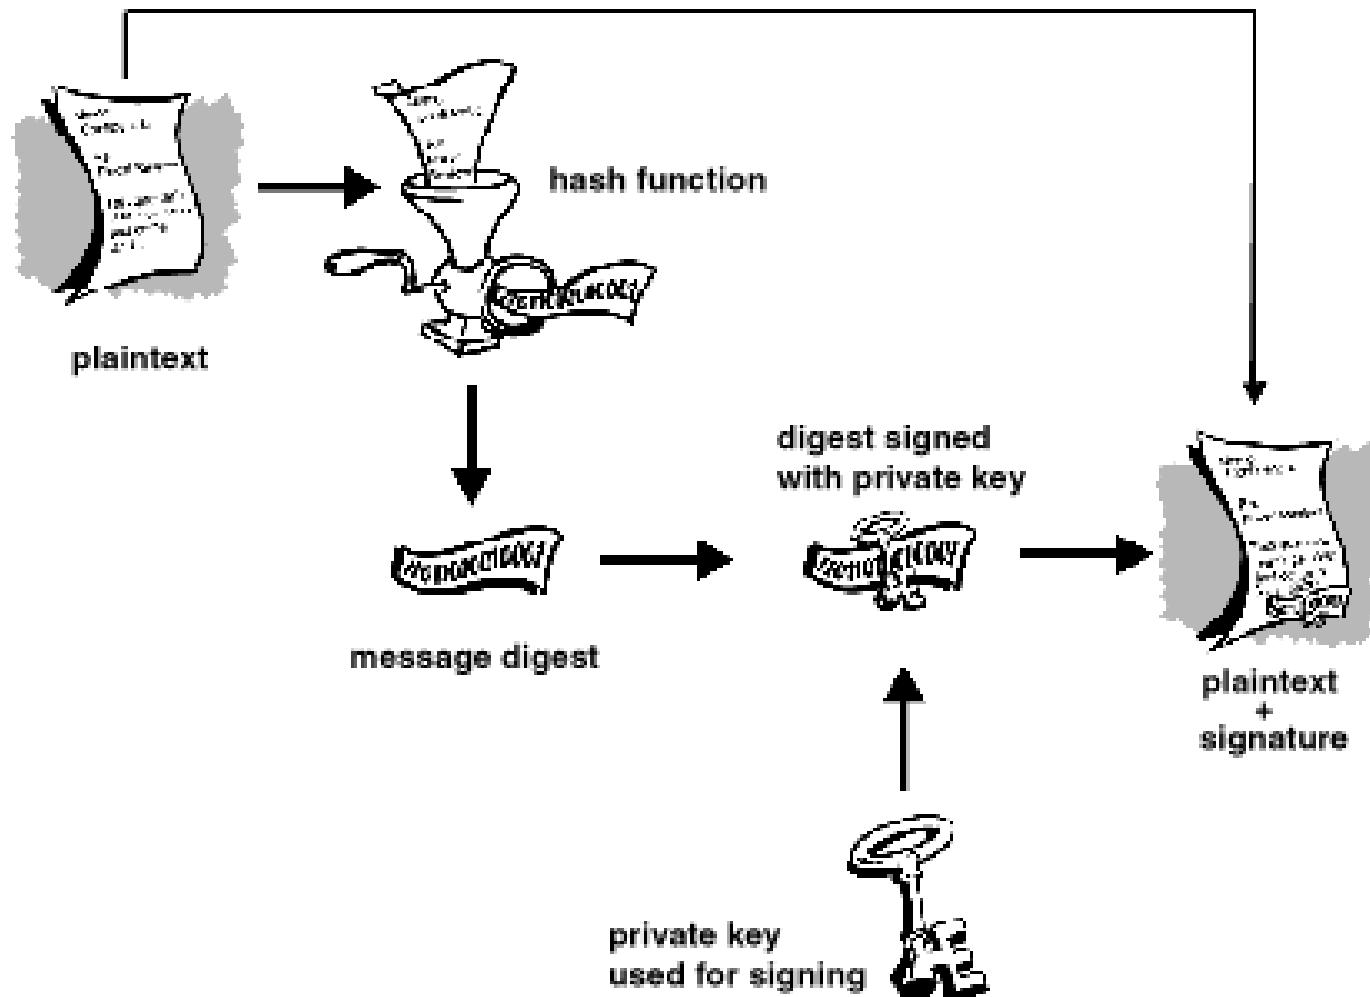 hash function
plaintext
digest signed
with private key
message digest
plaintext
+
signature
private key
used for signing